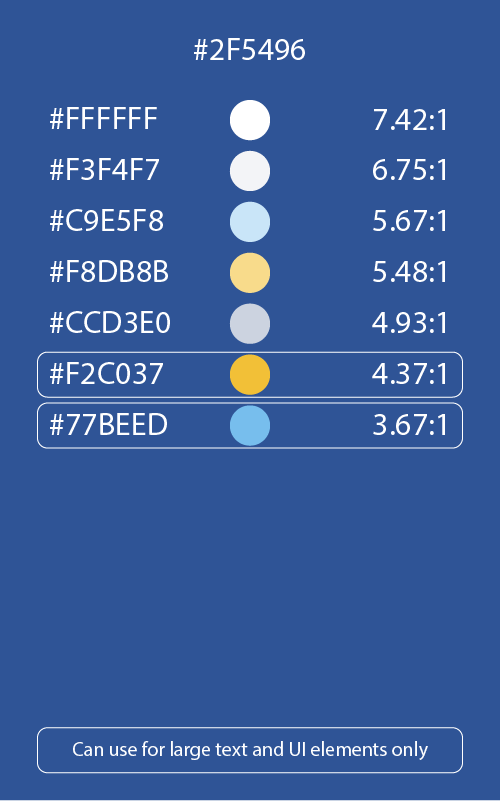 #2F5496
#FFFFFF 7.42:1
#F3F4F7 6.75:1
#C9E5F8 5.67:1
#F8DB8B 5.48:1
#CCD3E0 4.93:1
#F2C037 4.37:1
#77BEED 3.67:1
Can use for large text and UI elements only